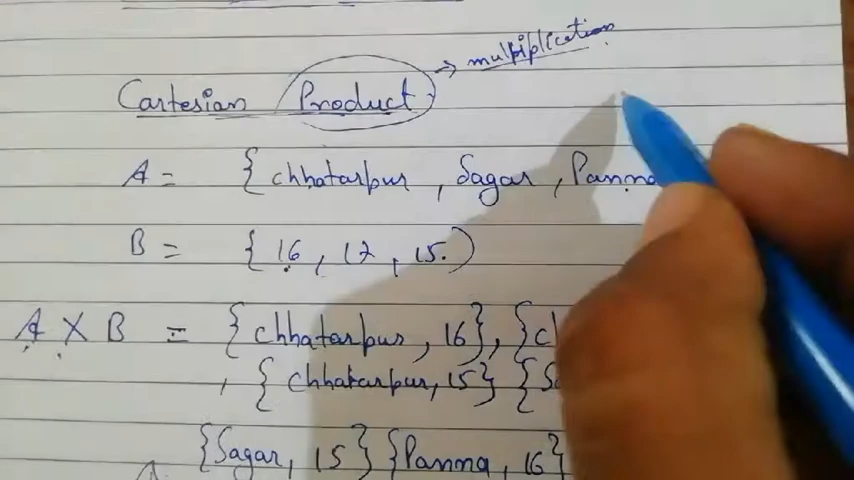 Cartesian Product → multiplication
A = { chhatarpur , Sagar , Panna
B = { 16 , 17 , 15 )
A X B = { chhatarpur , 16 } , {
, { chhatarpur , 15 } {
{ Sagar , 15 } { Panna , 16 }